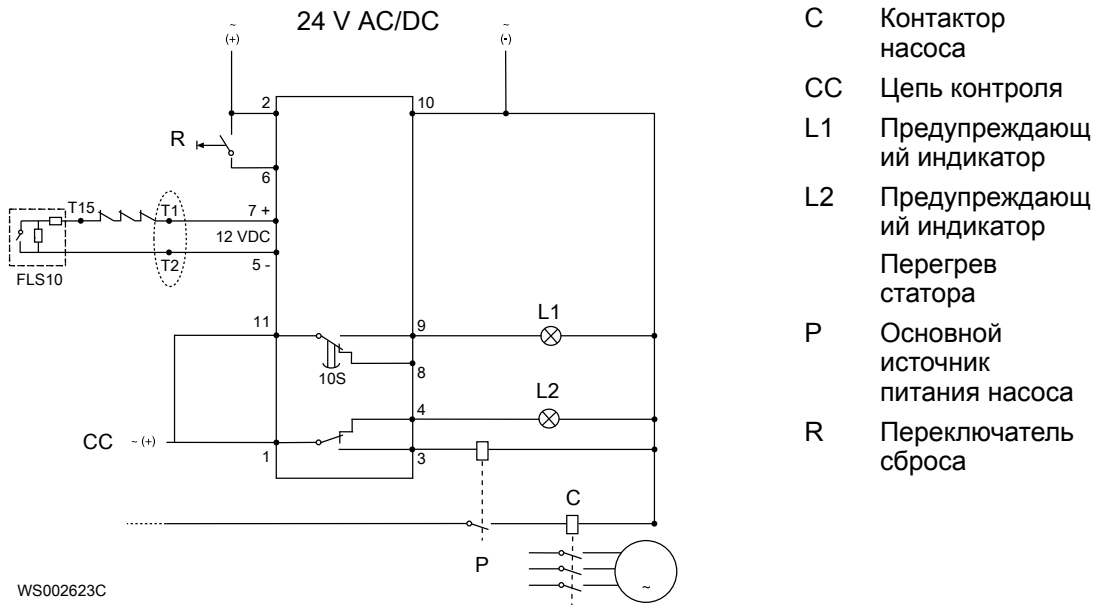 24 V AC/DC
~
(+)
~
(-)
2
10
R
6
T15
T1
7 +
12 VDC
T2
5 -
FLS10
11
9
L1
10S
8
L2
4
CC ~ (+)
1
3
C
P
~
WS002623C
C Контактор
насоса
CC Цепь контроля
L1 Предупреждающ
ий индикатор
L2 Предупреждающ
ий индикатор
Перегрев
статора
P Основной
источник
питания насоса
R Переключатель
сброса